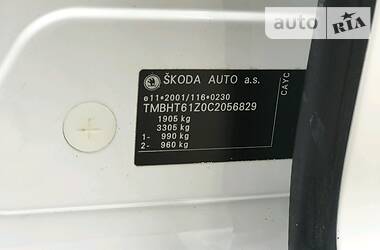 auto RIA
ŠKODA AUTO a.s.
e11*2001/116*0230
TMBHT61Z0C2056829
1905 kg
3305 kg
1- 990 kg
2- 960 kg
CAYC